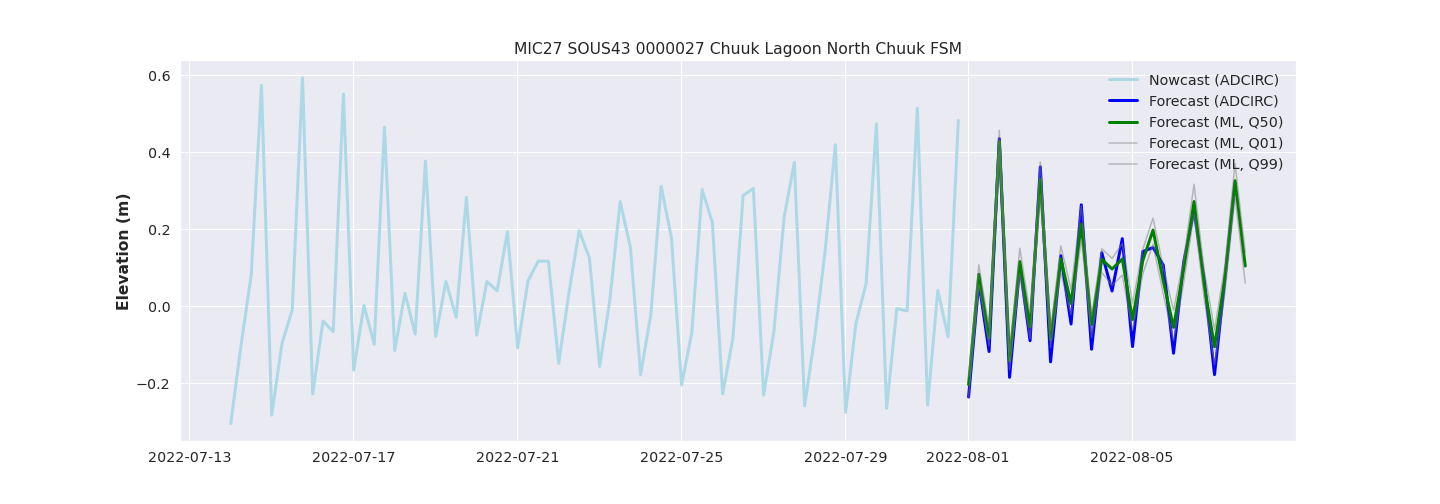 MIC27 SOUS43 0000027 Chuuk Lagoon North Chuuk FSM
Nowcast (ADCIRC)
Forecast (ADCIRC)
Forecast (ML, Q50)
Forecast (ML, Q01)
Forecast (ML, Q99)
Elevation (m)
0.6
0.4
0.2
0.0
−0.2
2022-07-13 2022-07-17 2022-07-21 2022-07-25 2022-07-29 2022-08-01 2022-08-05